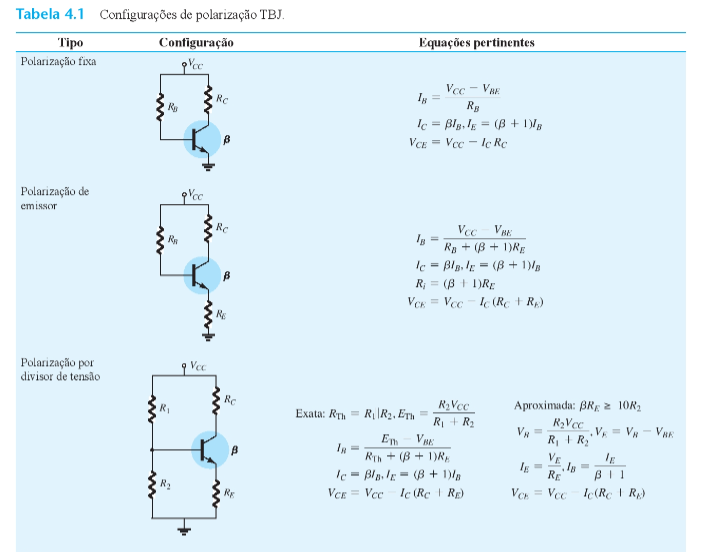 Tabela 4.1 Configurações de polarização TBJ.
Tipo Configuração Equações pertinentes
Polarização fixa
V_CC
R_B
R_C
β
I_B = (V_CC − V_BE) / R_B
I_C = βI_B, I_E = (β + 1)I_B
V_CE = V_CC − I_C R_C
Polarização de
emissor
V_CC
R_B
R_C
β
R_E
I_B = (V_CC − V_BE) / (R_B + (β + 1)R_E)
I_C = βI_B, I_E = (β + 1)I_B
R_i = (β + 1)R_E
V_CE = V_CC − I_C (R_C + R_E)
Polarização por
divisor de tensão
V_CC
R_1
R_C
β
R_2
R_E
Exata: R_Th = R_1|R_2, E_Th = R_2V_CC / (R_1 + R_2)
I_B = (E_Th − V_BE) / (R_Th + (β + 1)R_E)
I_C = βI_B, I_E = (β + 1)I_B
V_CE = V_CC − I_C (R_C + R_E)
Aproximada: βR_E ≥ 10R_2
V_B = R_2V_CC / (R_1 + R_2), V_E = V_B − V_BE
I_E = V_E / R_E, I_B = I_E / (β + 1)
V_CE = V_CC − I_C(R_C + R_E)